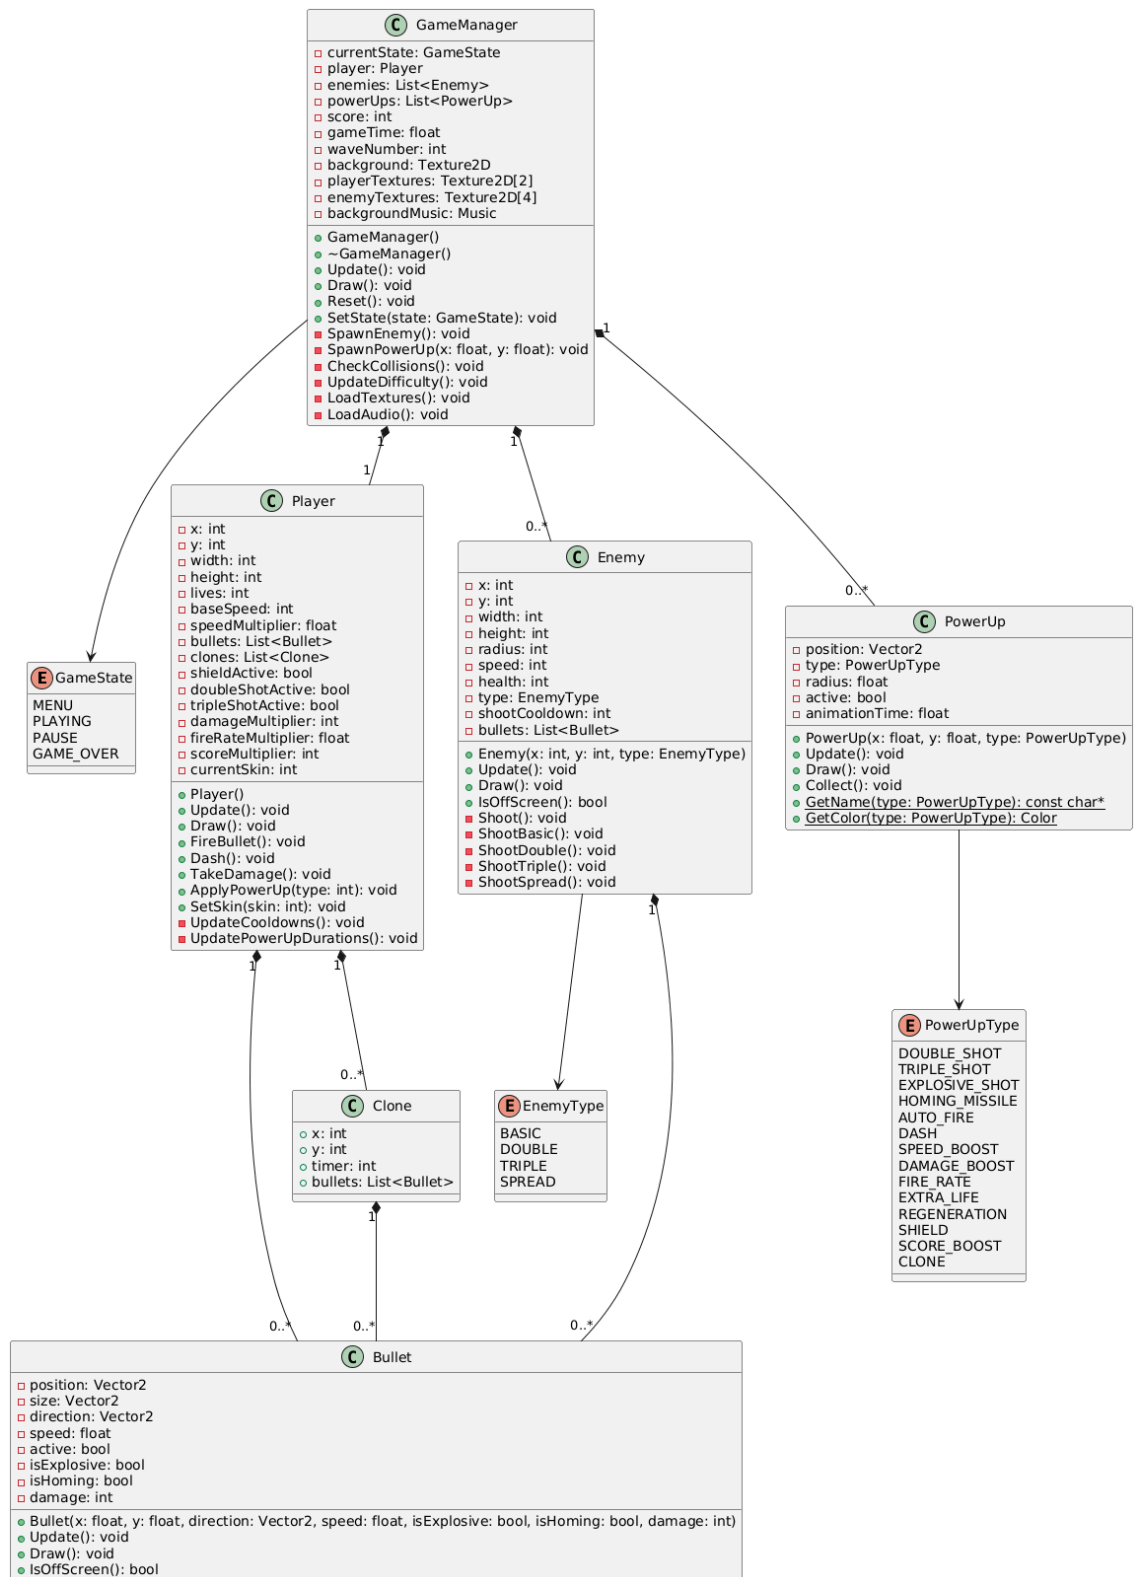 C GameManager
currentState: GameState
player: Player
enemies: List<Enemy>
powerUps: List<PowerUp>
score: int
gameTime: float
waveNumber: int
background: Texture2D
playerTextures: Texture2D[2]
enemyTextures: Texture2D[4]
backgroundMusic: Music
GameManager()
~GameManager()
Update(): void
Draw(): void
Reset(): void
SetState(state: GameState): void
SpawnEnemy(): void
SpawnPowerUp(x: float, y: float): void
CheckCollisions(): void
UpdateDifficulty(): void
LoadTextures(): void
LoadAudio(): void
1
1
1
1
0..*
0..*
C Player
x: int
y: int
width: int
height: int
lives: int
baseSpeed: int
speedMultiplier: float
bullets: List<Bullet>
clones: List<Clone>
shieldActive: bool
doubleShotActive: bool
tripleShotActive: bool
damageMultiplier: int
fireRateMultiplier: float
scoreMultiplier: int
currentSkin: int
Player()
Update(): void
Draw(): void
FireBullet(): void
Dash(): void
TakeDamage(): void
ApplyPowerUp(type: int): void
SetSkin(skin: int): void
UpdateCooldowns(): void
UpdatePowerUpDurations(): void
C Enemy
x: int
y: int
width: int
height: int
radius: int
speed: int
health: int
type: EnemyType
shootCooldown: int
bullets: List<Bullet>
Enemy(x: int, y: int, type: EnemyType)
Update(): void
Draw(): void
IsOffScreen(): bool
Shoot(): void
ShootBasic(): void
ShootDouble(): void
ShootTriple(): void
ShootSpread(): void
C PowerUp
position: Vector2
type: PowerUpType
radius: float
active: bool
animationTime: float
PowerUp(x: float, y: float, type: PowerUpType)
Update(): void
Draw(): void
Collect(): void
GetName(type: PowerUpType): const char*
GetColor(type: PowerUpType): Color
E GameState
MENU
PLAYING
PAUSE
GAME_OVER
1
1
1
0..*
C Clone
x: int
y: int
timer: int
bullets: List<Bullet>
E EnemyType
BASIC
DOUBLE
TRIPLE
SPREAD
E PowerUpType
DOUBLE_SHOT
TRIPLE_SHOT
EXPLOSIVE_SHOT
HOMING_MISSILE
AUTO_FIRE
DASH
SPEED_BOOST
DAMAGE_BOOST
FIRE_RATE
EXTRA_LIFE
REGENERATION
SHIELD
SCORE_BOOST
CLONE
1
0..*
0..*
0..*
C Bullet
position: Vector2
size: Vector2
direction: Vector2
speed: float
active: bool
isExplosive: bool
isHoming: bool
damage: int
Bullet(x: float, y: float, direction: Vector2, speed: float, isExplosive: bool, isHoming: bool, damage: int)
Update(): void
Draw(): void
IsOffScreen(): bool